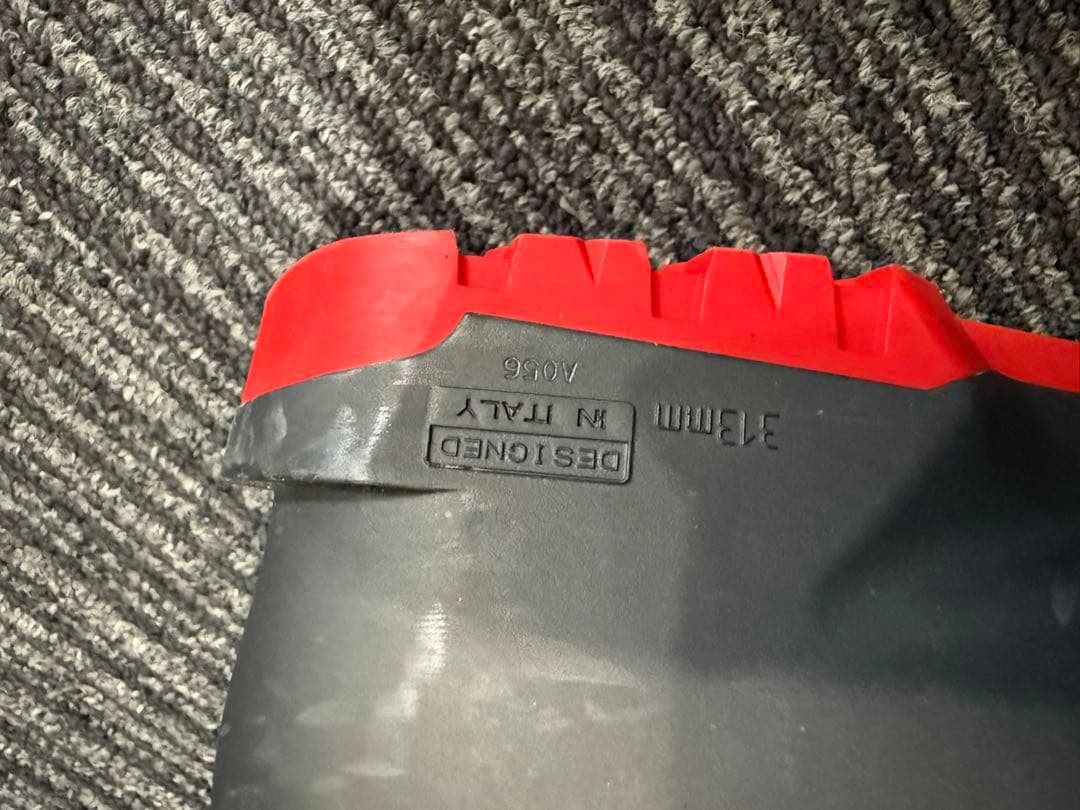 313mm
DESIGNED
IN ITALY
A056